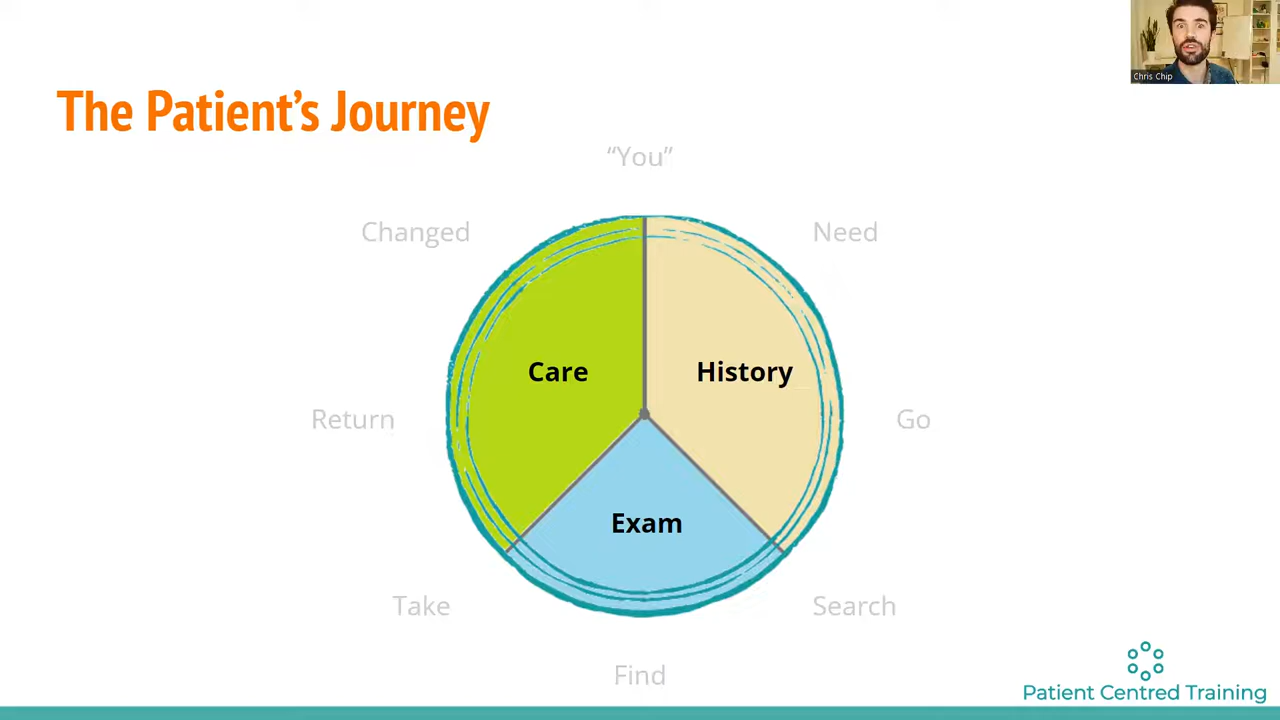 Chris Chip
The Patient’s Journey
“You”
Changed
Need
Care
History
Return
Go
Exam
Take
Search
Find
Patient Centred Training